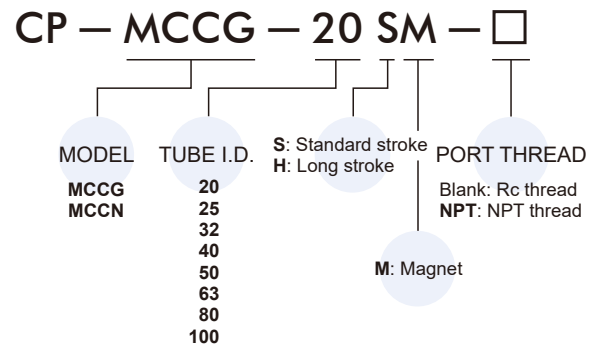 CP — MCCG — 20 SM — □
MODEL
MCCG
MCCN
TUBE I.D.
20
25
32
40
50
63
80
100
S: Standard stroke
H: Long stroke
M: Magnet
PORT THREAD
Blank: Rc thread
NPT: NPT thread